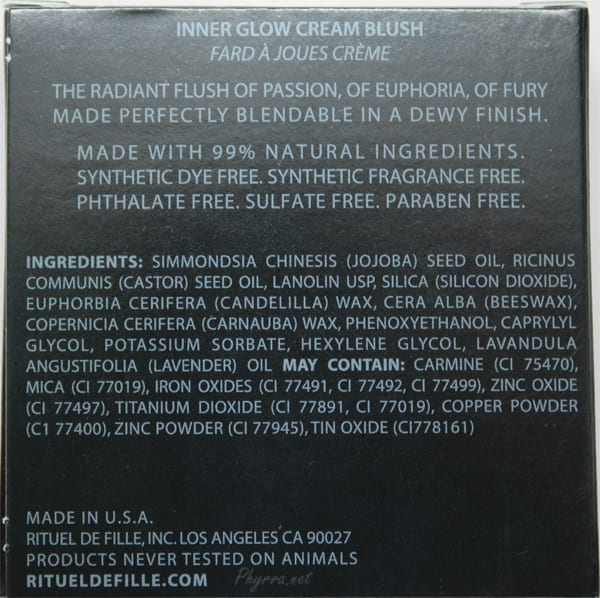 INNER GLOW CREAM BLUSH
FARD À JOUES CRÈME
THE RADIANT FLUSH OF PASSION, OF EUPHORIA, OF FURY
MADE PERFECTLY BLENDABLE IN A DEWY FINISH.
MADE WITH 99% NATURAL INGREDIENTS.
SYNTHETIC DYE FREE. SYNTHETIC FRAGRANCE FREE.
PHTHALATE FREE. SULFATE FREE. PARABEN FREE.
INGREDIENTS: SIMMONDSIA CHINESIS (JOJOBA) SEED OIL, RICINUS
COMMUNIS (CASTOR) SEED OIL, LANOLIN USP, SILICA (SILICON DIOXIDE),
EUPHORBIA CERIFERA (CANDELILLA) WAX, CERA ALBA (BEESWAX),
COPERNICIA CERIFERA (CARNAUBA) WAX, PHENOXYETHANOL, CAPRYLYL
GLYCOL, POTASSIUM SORBATE, HEXYLENE GLYCOL, LAVANDULA
ANGUSTIFOLIA (LAVENDER) OIL MAY CONTAIN: CARMINE (CI 75470),
MICA (CI 77019), IRON OXIDES (CI 77491, CI 77492, CI 77499), ZINC OXIDE
(CI 77497), TITANIUM DIOXIDE (CI 77891, CI 77019), COPPER POWDER
(C1 77400), ZINC POWDER (CI 77945), TIN OXIDE (CI778161)
MADE IN U.S.A.
RITUEL DE FILLE, INC. LOS ANGELES CA 90027
PRODUCTS NEVER TESTED ON ANIMALS
RITUELDEFILLE.COM
Phyrra.net